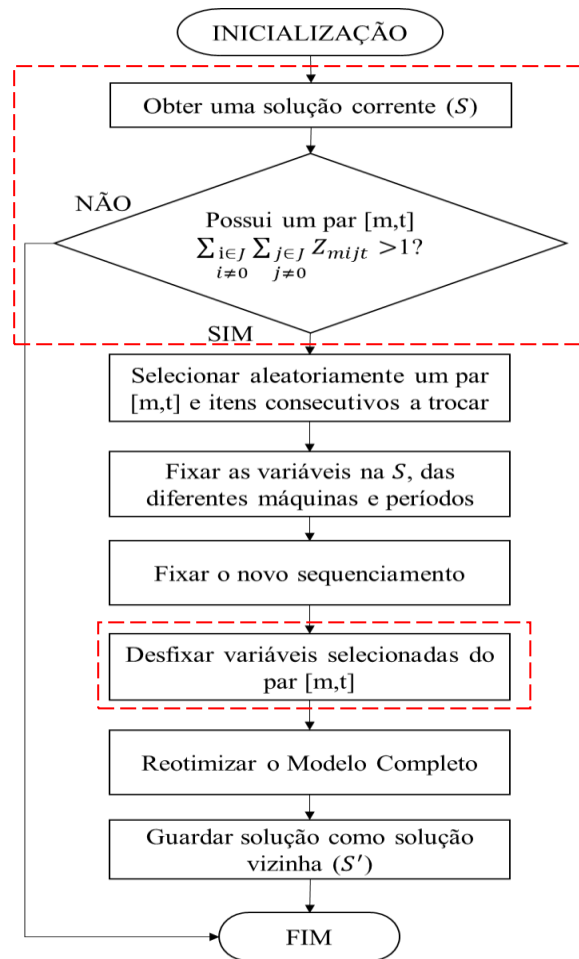 INICIALIZAÇÃO
Obter uma solução corrente (S)
NÃO
Possui um par [m,t]
∑ i∈J i≠0 ∑ j∈J j≠0 Z_mijt >1?
SIM
Selecionar aleatoriamente um par
[m,t] e itens consecutivos a trocar
Fixar as variáveis na S, das
diferentes máquinas e períodos
Fixar o novo sequenciamento
Desfixar variáveis selecionadas do
par [m,t]
Reotimizar o Modelo Completo
Guardar solução como solução
vizinha (S′)
FIM